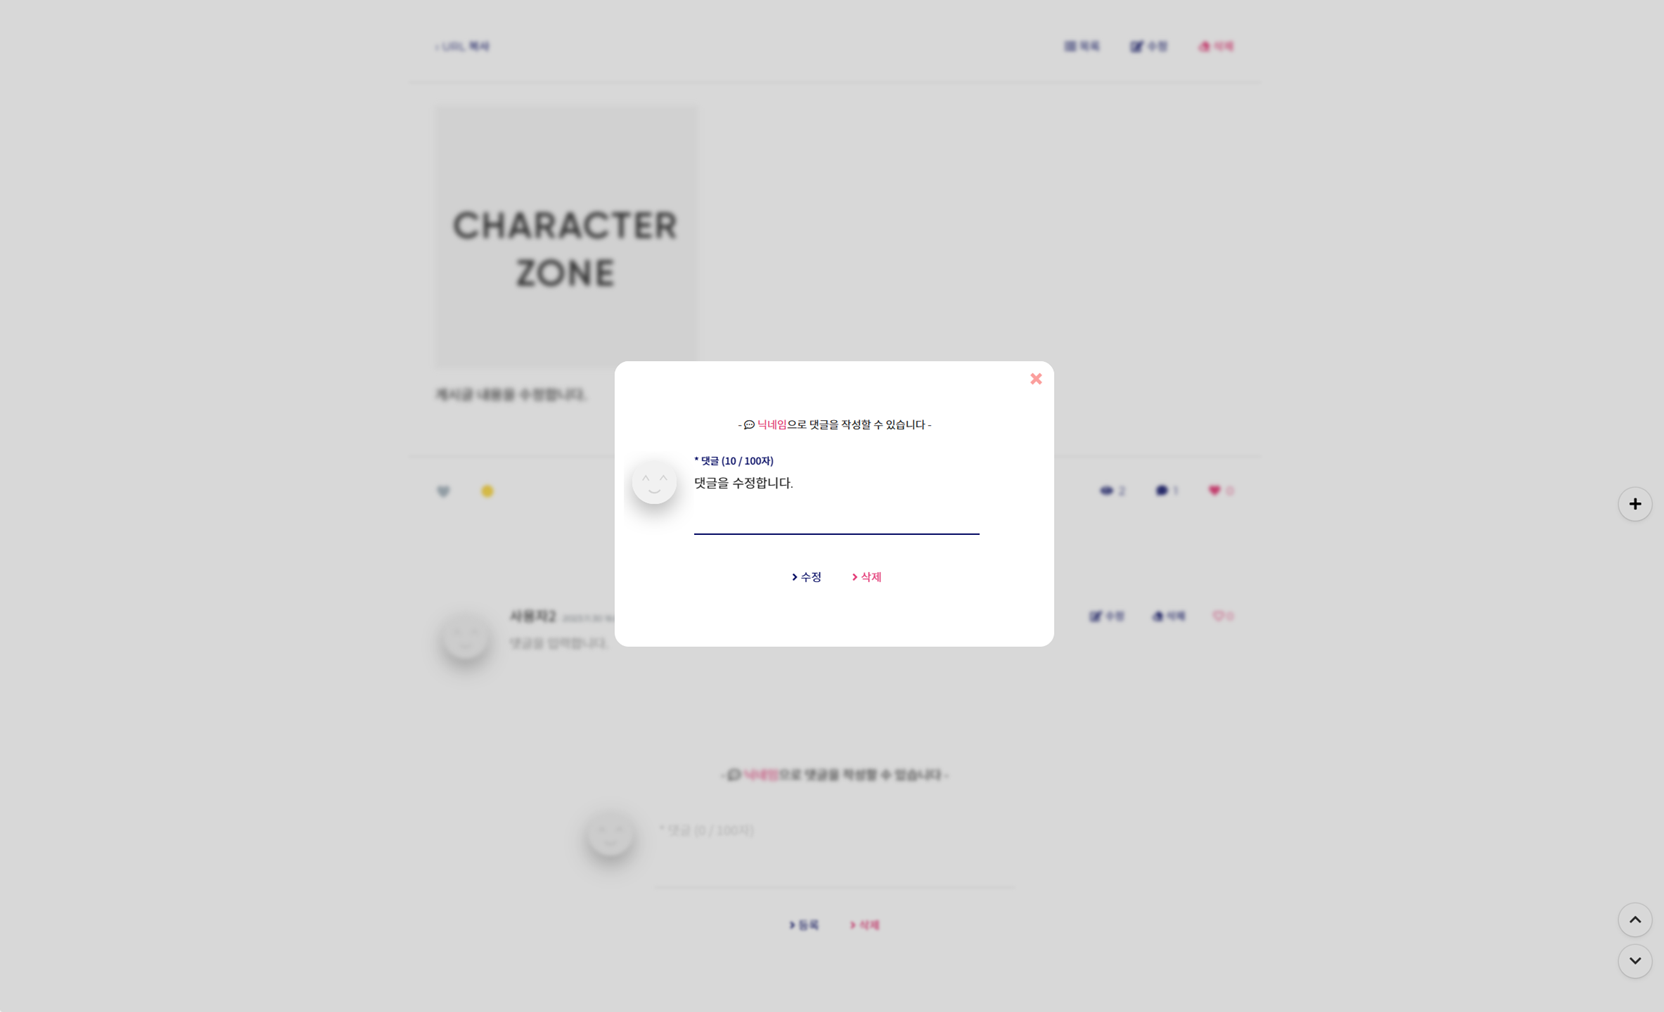 URL 복사
목록
수정
삭제
CHARACTER
ZONE
게시글 내용을 수정합니다.
- 닉네임으로 댓글을 작성할 수 있습니다 -
* 댓글 (10 / 100자)
댓글을 수정합니다.
수정
삭제
2
1
0
사용자2
수정
삭제
0
댓글을 입력합니다.
- 닉네임으로 댓글을 작성할 수 있습니다 -
* 댓글 (0 / 100자)
등록
삭제